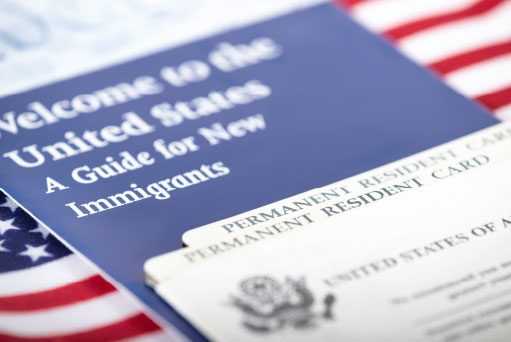 Welcome to the
United States
A Guide for New
Immigrants
PERMANENT RESIDENT CARD
PERMANENT RESIDENT CARD
UNITED STATES OF A